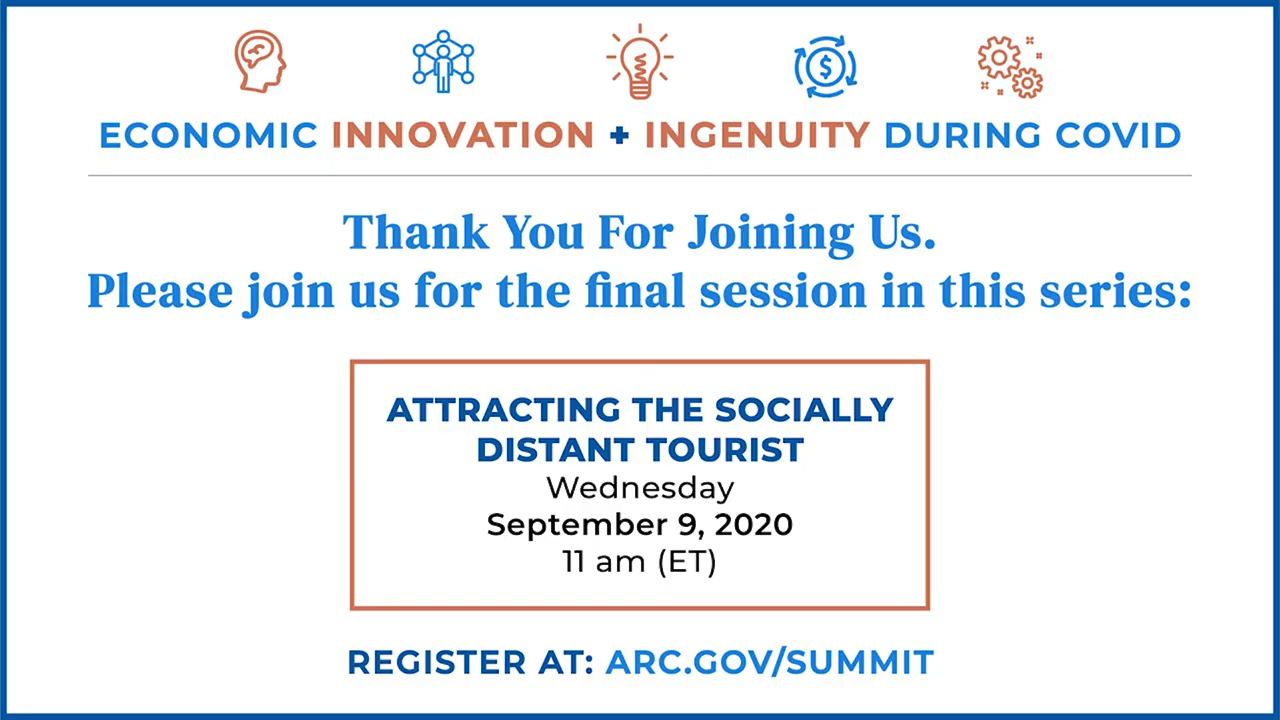 ECONOMIC INNOVATION + INGENUITY DURING COVID
Thank You For Joining Us.
Please join us for the final session in this series:
ATTRACTING THE SOCIALLY
DISTANT TOURIST
Wednesday
September 9, 2020
11 am (ET)
REGISTER AT: ARC.GOV/SUMMIT